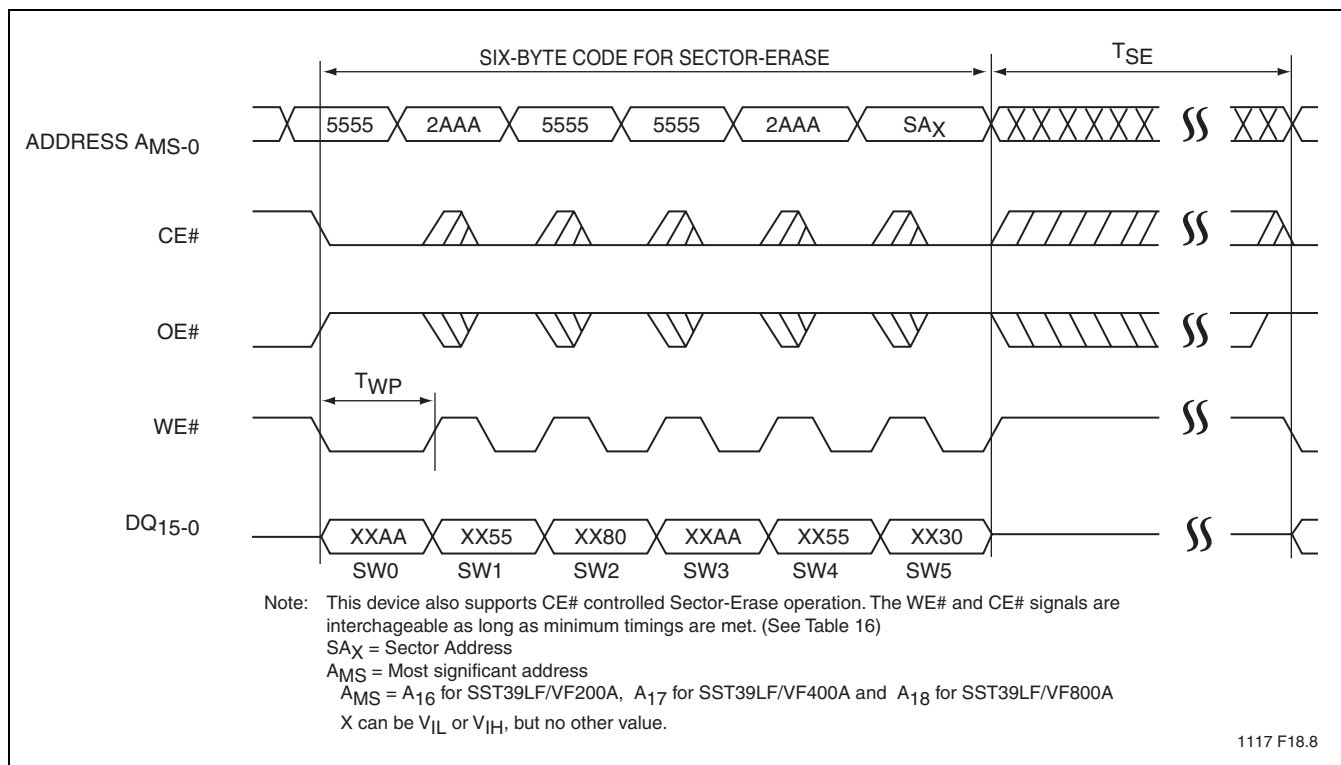 SIX-BYTE CODE FOR SECTOR-ERASE
TSE
ADDRESS AMS-0
5555 2AAA 5555 5555 2AAA SAX
CE#
OE#
TWP
WE#
DQ15-0
XXAA XX55 XX80 XXAA XX55 XX30
SW0 SW1 SW2 SW3 SW4 SW5
Note: This device also supports CE# controlled Sector-Erase operation. The WE# and CE# signals are
interchageable as long as minimum timings are met. (See Table 16)
SAX = Sector Address
AMS = Most significant address
AMS = A16 for SST39LF/VF200A, A17 for SST39LF/VF400A and A18 for SST39LF/VF800A
X can be VIL or VIH, but no other value.
1117 F18.8